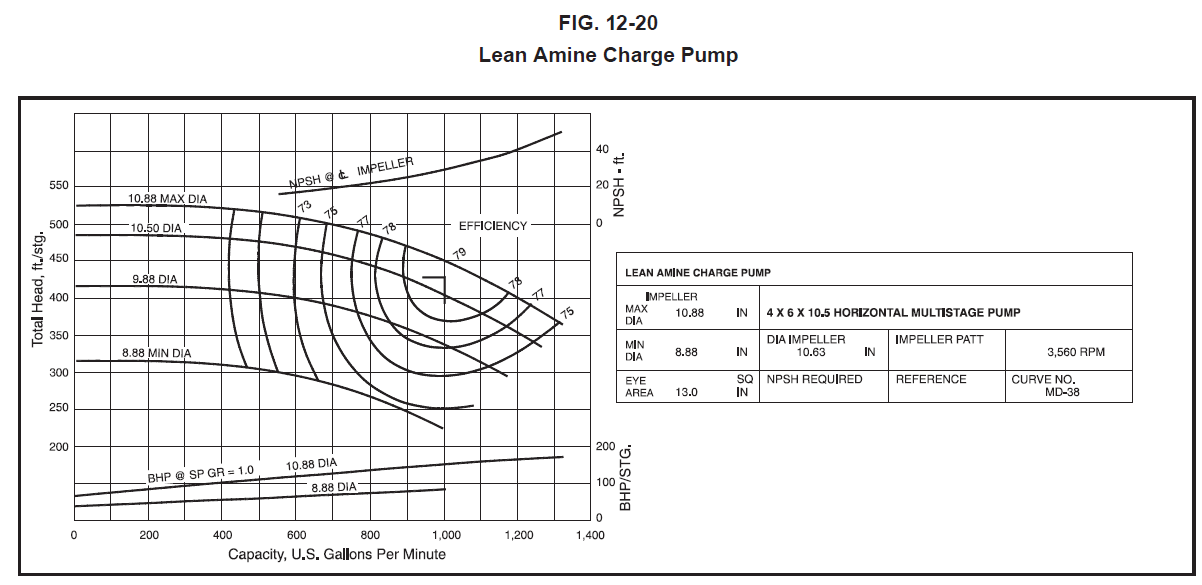 FIG. 12-20
Lean Amine Charge Pump
NPSH @ ℄ IMPELLER
40
20
0
NPSH - ft.
550
500
450
400
350
300
250
200
Total Head, ft./stg.
10.88 MAX DIA
10.50 DIA
9.88 DIA
8.88 MIN DIA
73
75
77
78
EFFICIENCY
79
78
77
75
BHP @ SP GR = 1.0
10.88 DIA
8.88 DIA
200
100
0
BHP/STG.
0
200
400
600
800
1,000
1,200
1,400
Capacity, U.S. Gallons Per Minute
LEAN AMINE CHARGE PUMP
IMPELLER
MAX DIA 10.88 IN
4 X 6 X 10.5 HORIZONTAL MULTISTAGE PUMP
MIN DIA 8.88 IN
DIA IMPELLER
10.63 IN
IMPELLER PATT
3,560 RPM
EYE AREA 13.0 SQ IN
NPSH REQUIRED
REFERENCE
CURVE NO.
MD-38